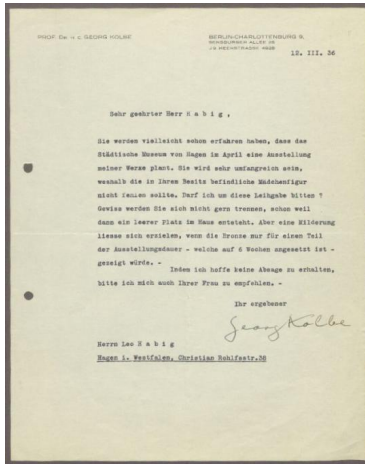 PROF. Dr. h. c. GEORG KOLBE
BERLIN-CHARLOTTENBURG 9,
SENSBURGER ALLEE 26
J 9 HEERSTRASSE 4928
12. III. 36
Sehr geehrter Herr H a b i g ,
Sie werden vielleicht schon erfahren haben, dass das
Städtische Museum von Hagen im April eine Ausstellung
meiner Werke plant. Sie wird sehr umfangreich sein,
weshalb die in Ihrem Besitz befindliche Mädchenfigur
nicht fehlen sollte. Darf ich um diese Leihgabe bitten ?
Gewiss werden Sie sich nicht gern trennen, schon weil
dann ein leerer Platz im Haus entsteht. Aber eine Milderung
liesse sich erzielen, wenn die Bronze nur für einen Teil
der Ausstellungsdauer - welche auf 6 Wochen angesetzt ist -
gezeigt würde. -
Indem ich hoffe keine Absage zu erhalten,
bitte ich mich auch Ihrer Frau zu empfehlen. -
Ihr ergebener
Georg Kolbe
Herrn Leo H a b i g
Hagen i. Westfalen, Christian Rohlfsstr.38